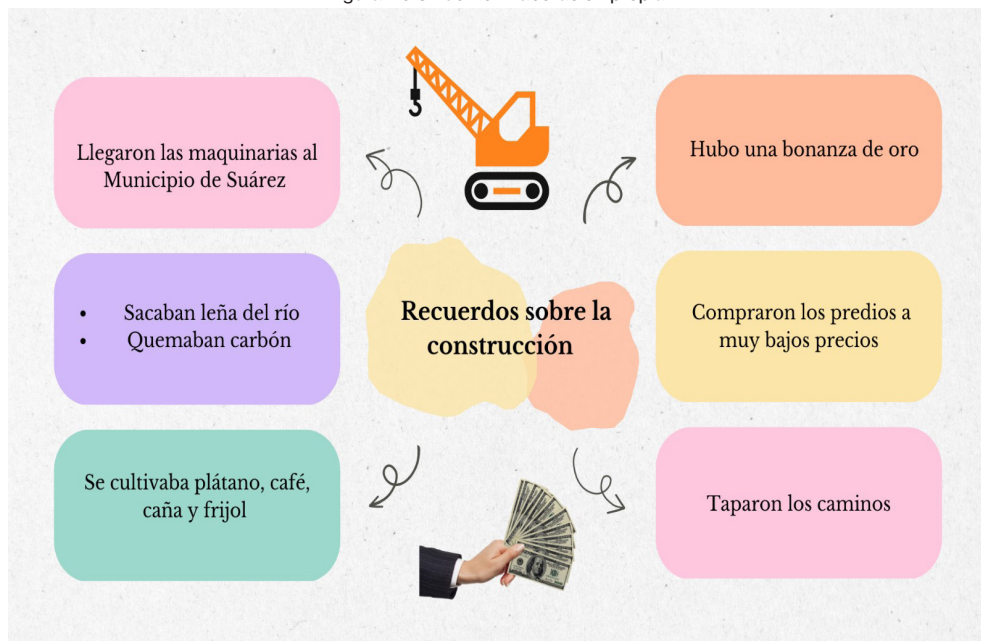 Llegaron las maquinarias al
Municipio de Suárez
Hubo una bonanza de oro
• Sacaban leña del río
• Quemaban carbón
Recuerdos sobre la
construcción
Compraron los predios a
muy bajos precios
Se cultivaba plátano, café,
caña y frijol
Taparon los caminos